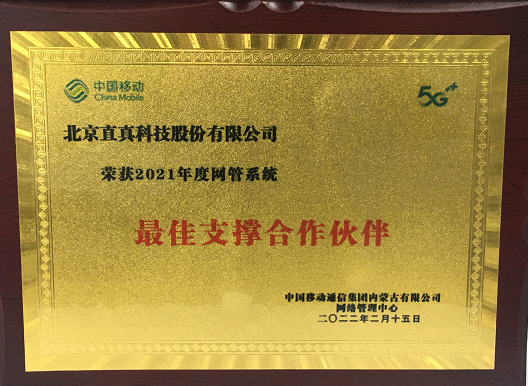 中国移动
China Mobile
5G
北京直真科技股份有限公司
荣获2021年度网管系统
最佳支撑合作伙伴
中国移动通信集团内蒙古有限公司
网络管理中心
二〇二二年二月十五日